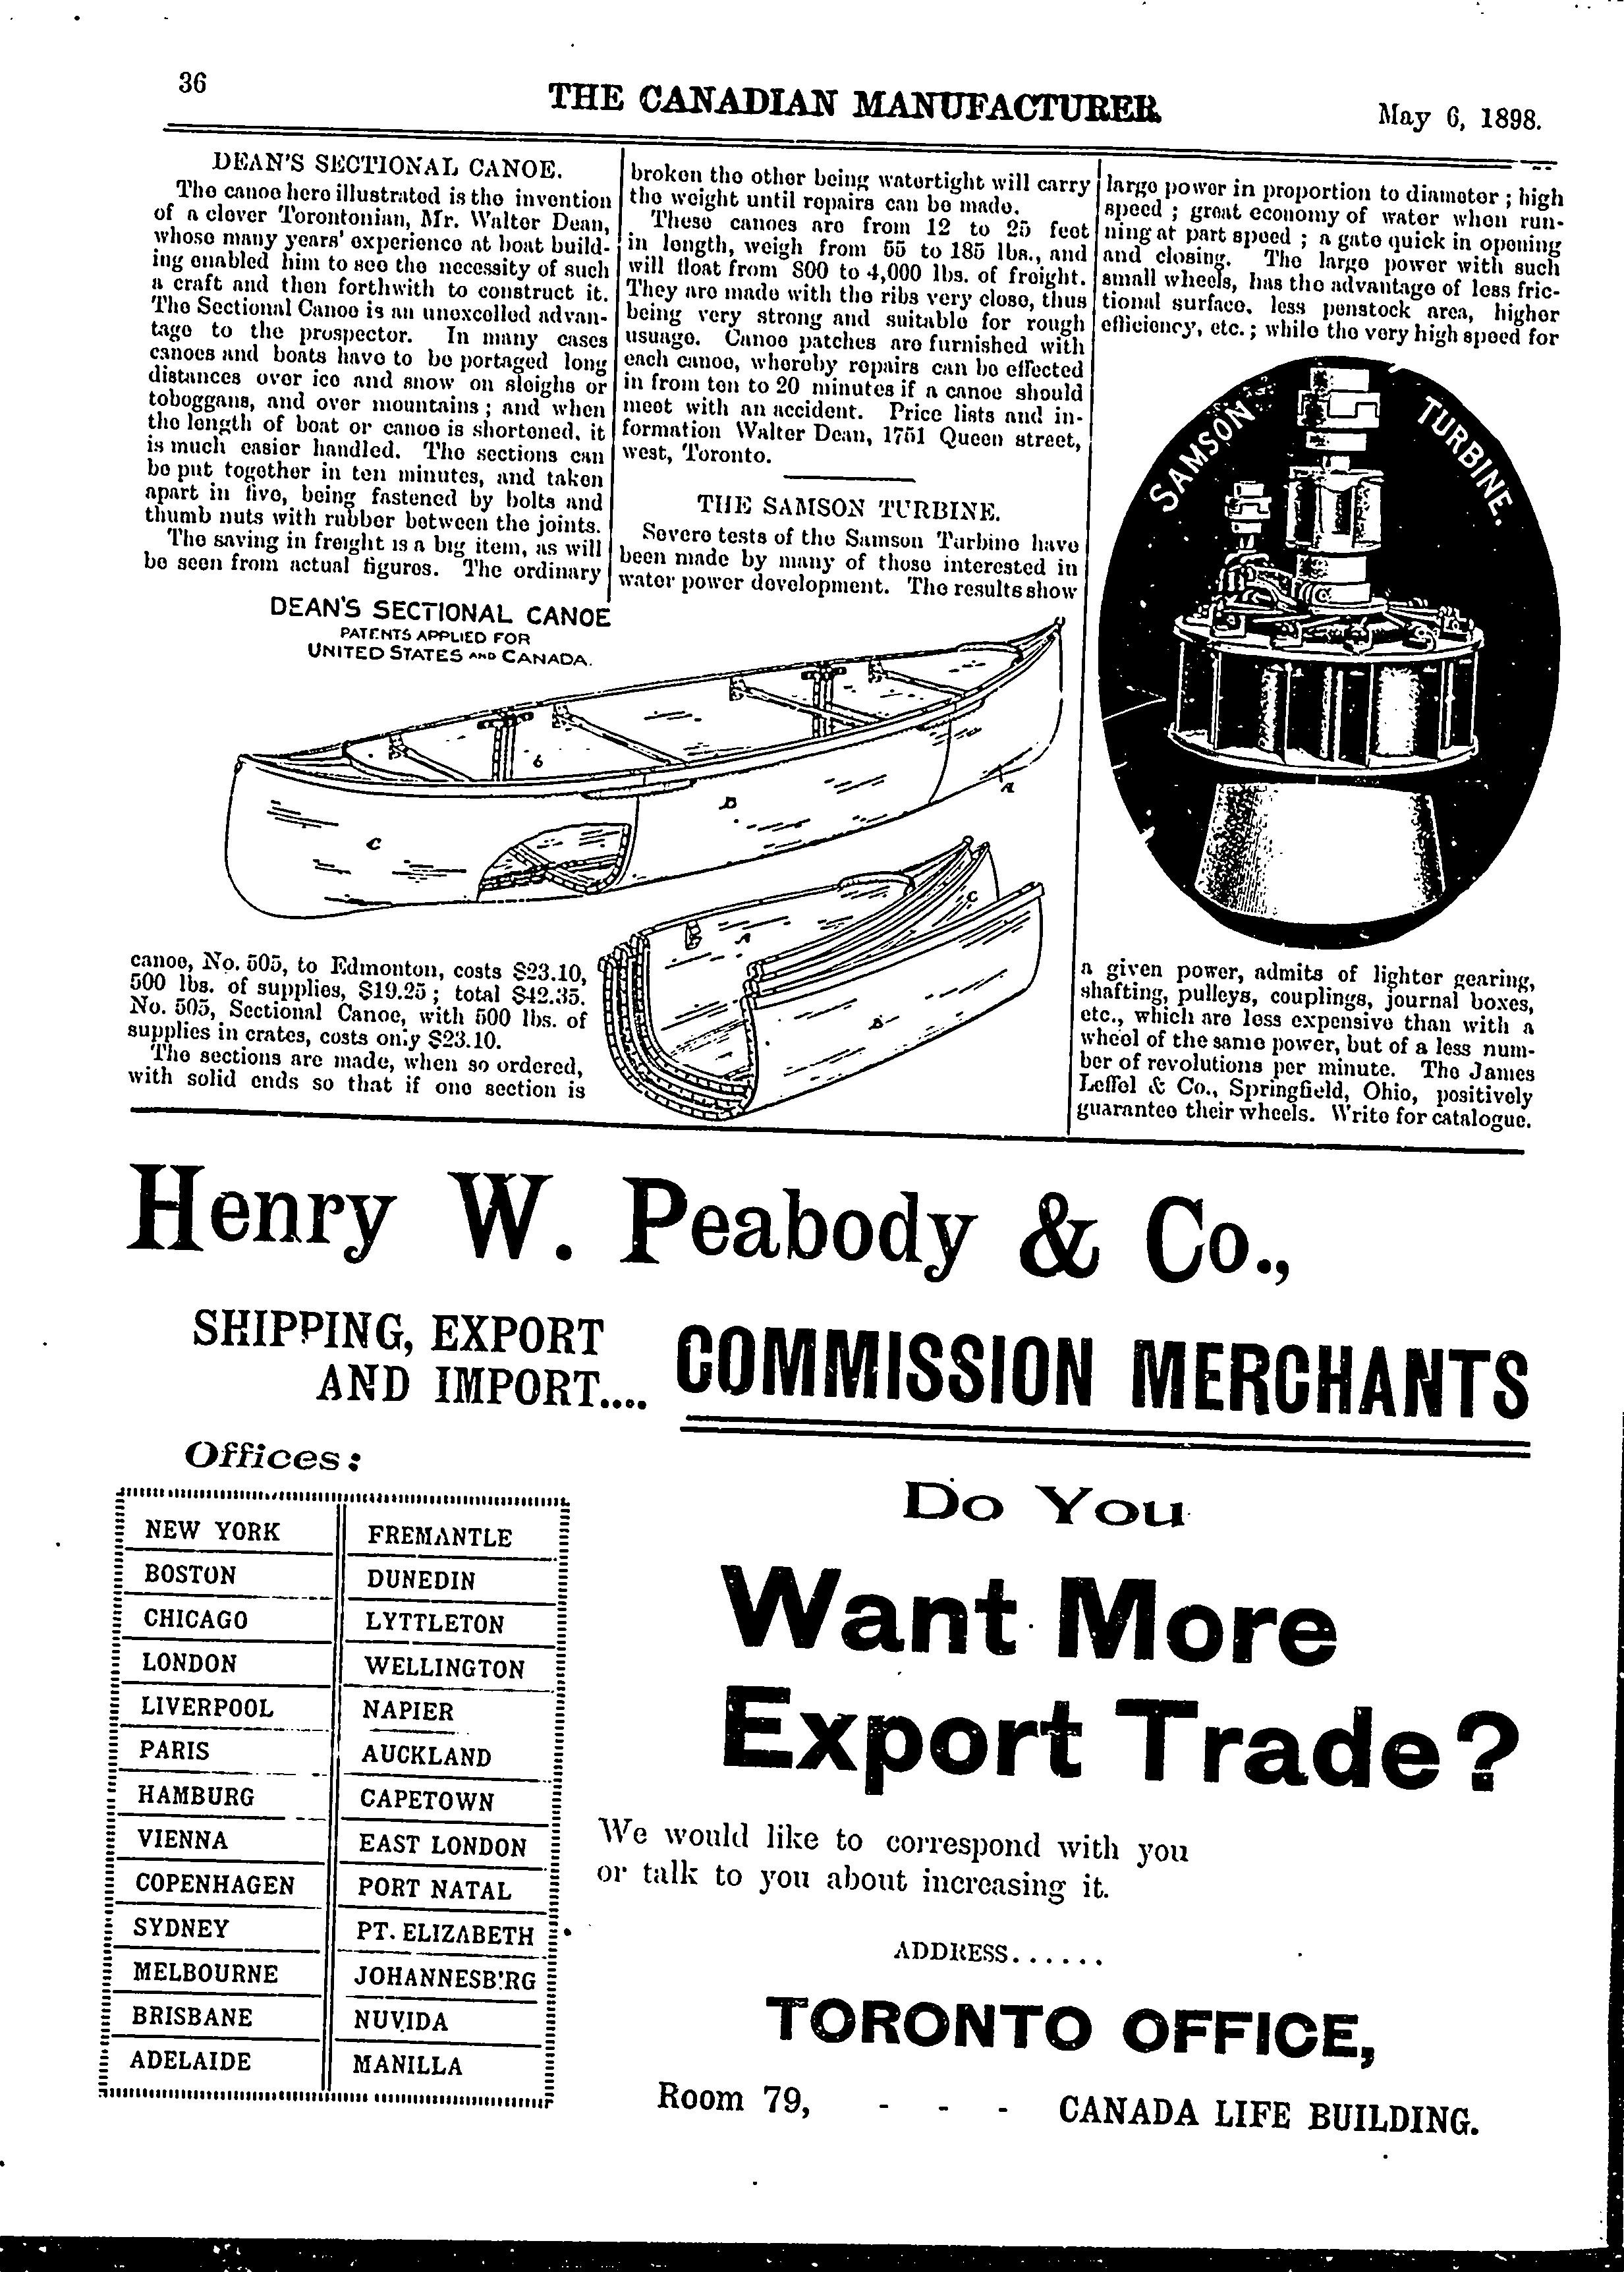 36
THE CANADIAN MANUFACTURER
May 6, 1898.
DEAN'S SECTIONAL CANOE.
The canoe here illustrated is the invention
of a clever Torontonian, Mr. Walter Dean,
whose many years' experience at boat build-
ing enabled him to see the necessity of such
a craft and then forthwith to construct it.
The Sectional Canoe is an unexcelled advan-
tage to the prospector. In many cases
canoes and boats have to be portaged long
distances over ice and snow on sleighs or
toboggans, and over mountains; and when
the length of boat or canoe is shortened, it
is much easier handled. The sections can
be put together in ten minutes, and taken
apart in five, being fastened by bolts and
thumb nuts with rubber between the joints.
The saving in freight is a big item, as will
be seen from actual figures. The ordinary
DEAN'S SECTIONAL CANOE
PATENTS APPLIED FOR
UNITED STATES AND CANADA.
6
C
B
A
A
C
B
canoe, No. 505, to Edmonton, costs $23.10,
500 lbs. of supplies, $19.25; total $42.35.
No. 505, Sectional Canoe, with 500 lbs. of
supplies in crates, costs only $23.10.
The sections are made, when so ordered,
with solid ends so that if one section is
broken the other being watertight will carry
the weight until repairs can be made.
These canoes are from 12 to 25 feet
in length, weigh from 55 to 185 lbs., and
will float from 800 to 4,000 lbs. of freight.
They are made with the ribs very close, thus
being very strong and suitable for rough
usuage. Canoe patches are furnished with
each canoe, whereby repairs can be effected
in from ten to 20 minutes if a canoe should
meet with an accident. Price lists and in-
formation Walter Dean, 1751 Queen street,
west, Toronto.
THE SAMSON TURBINE.
Severe tests of the Samson Turbine have
been made by many of those interested in
water power development. The results show
large power in proportion to diameter; high
speed; great economy of water when run-
ning at part speed; a gate quick in opening
and closing. The large power with such
small wheels, has the advantage of less fric-
tional surface, less penstock area, higher
efficiency, etc.; while the very high speed for
SAMSON TURBINE.
a given power, admits of lighter gearing,
shafting, pulleys, couplings, journal boxes,
etc., which are less expensive than with a
wheel of the same power, but of a less num-
ber of revolutions per minute. The James
Leffel & Co., Springfield, Ohio, positively
guarantee their wheels. Write for catalogue.
Henry W. Peabody & Co.,
SHIPPING, EXPORT
AND IMPORT....
COMMISSION MERCHANTS
Offices:
NEW YORK
BOSTON
CHICAGO
LONDON
LIVERPOOL
PARIS
HAMBURG
VIENNA
COPENHAGEN
SYDNEY
MELBOURNE
BRISBANE
ADELAIDE
FREMANTLE
DUNEDIN
LYTTLETON
WELLINGTON
NAPIER
AUCKLAND
CAPETOWN
EAST LONDON
PORT NATAL
PT. ELIZABETH
JOHANNESB'RG
NUVIDA
MANILLA
Do You
Want More
Export Trade?
We would like to correspond with you
or talk to you about increasing it.
ADDRESS......
TORONTO OFFICE,
Room 79, - - - CANADA LIFE BUILDING.